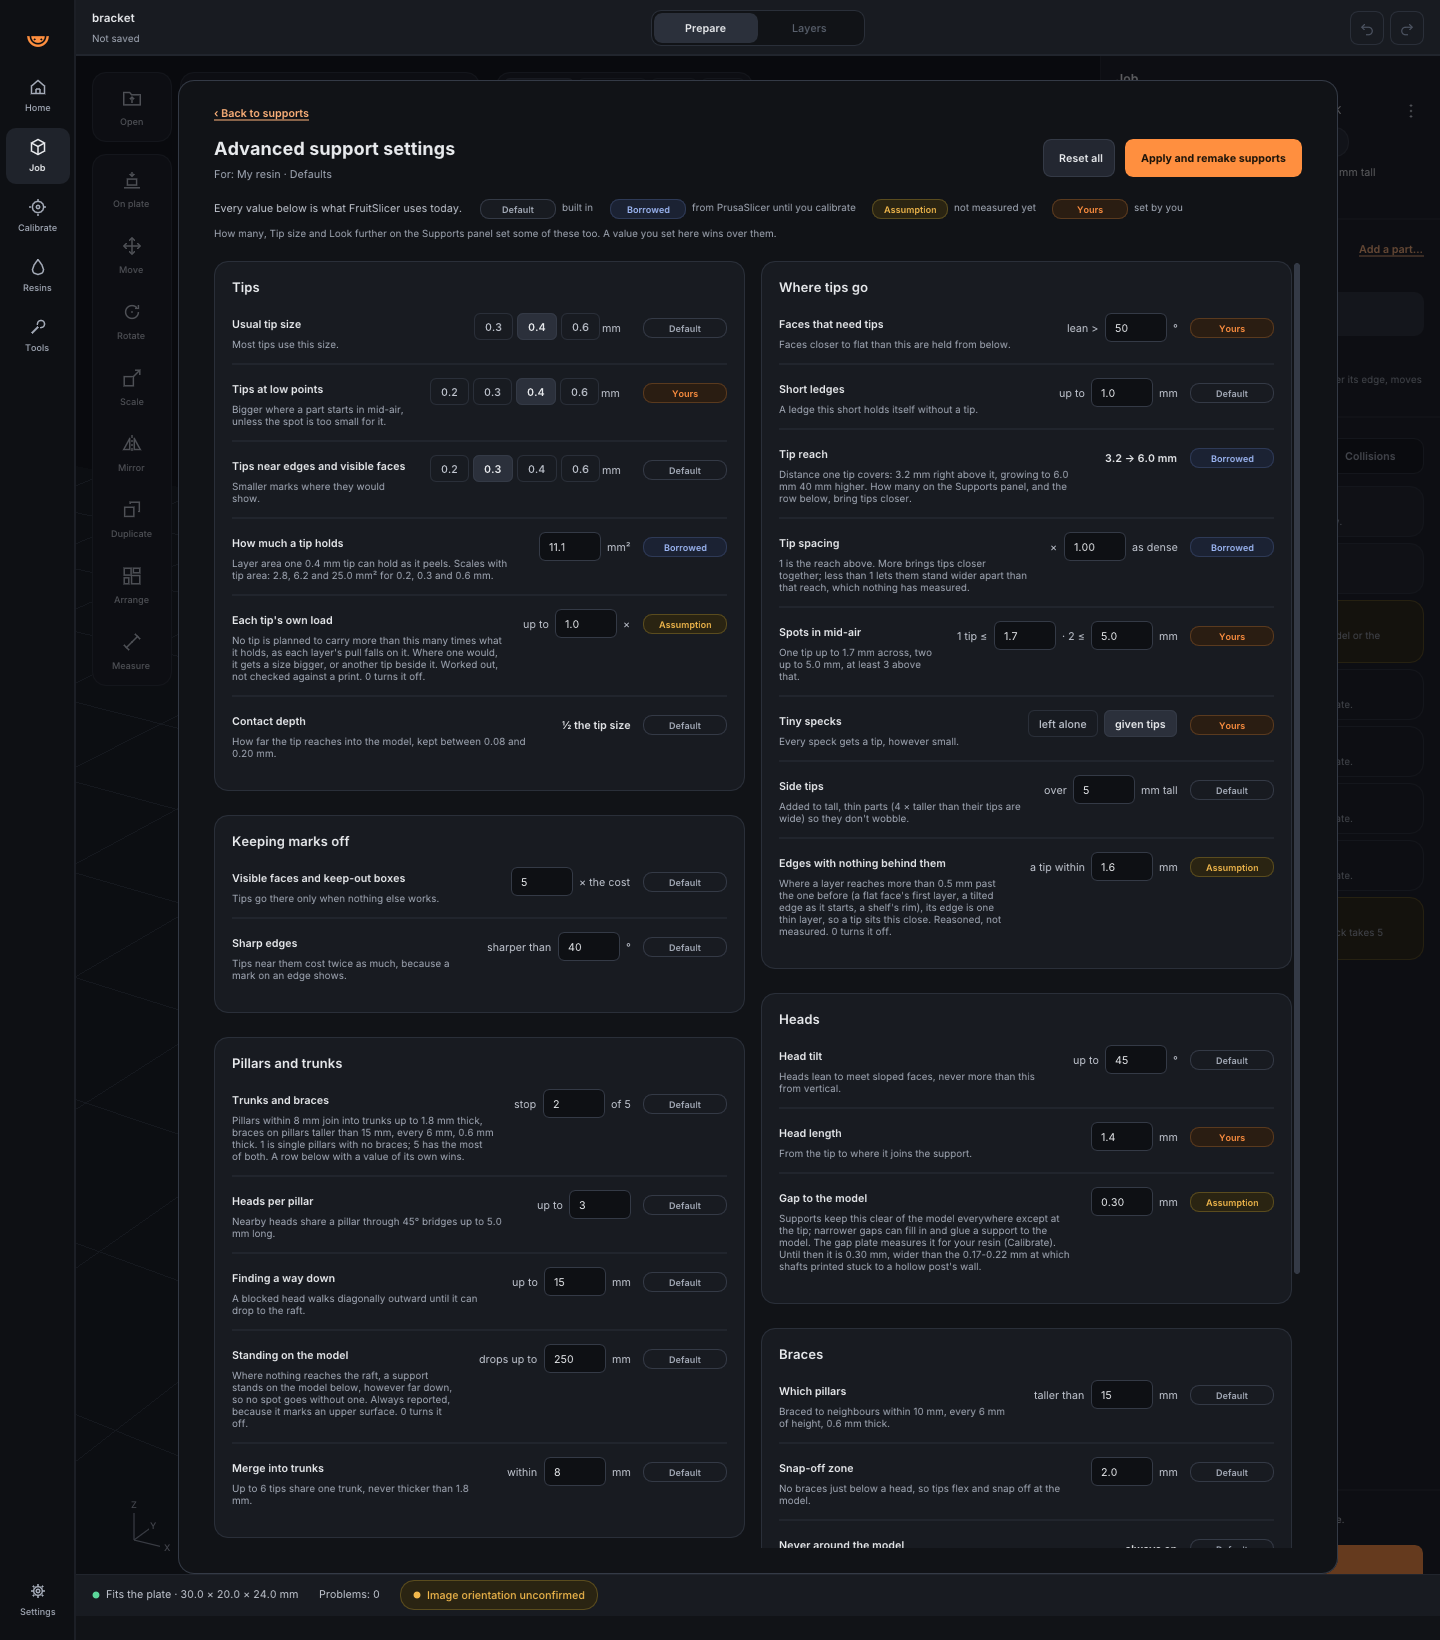 bracket
Not saved
Prepare
Layers
Home
Job
Calibrate
Resins
Tools
Settings
Open
On plate
Move
Rotate
Scale
Mirror
Duplicate
Arrange
Measure
Job
mm tall
Add a part...
er its edge, moves
Collisions
del or the
ate.
ate.
ate.
ate.
ck takes 5
‹ Back to supports
Advanced support settings
For: My resin · Defaults
Reset all
Apply and remake supports
Every value below is what FruitSlicer uses today.
Default built in
Borrowed from PrusaSlicer until you calibrate
Assumption not measured yet
Yours set by you
How many, Tip size and Look further on the Supports panel set some of these too. A value you set here wins over them.
Tips
Usual tip size
0.3 0.4 0.6 mm Default
Most tips use this size.
Tips at low points
0.2 0.3 0.4 0.6 mm Yours
Bigger where a part starts in mid-air,
unless the spot is too small for it.
Tips near edges and visible faces
0.2 0.3 0.4 0.6 mm Default
Smaller marks where they would
show.
How much a tip holds
11.1 mm² Borrowed
Layer area one 0.4 mm tip can hold as it peels. Scales with
tip area: 2.8, 6.2 and 25.0 mm² for 0.2, 0.3 and 0.6 mm.
Each tip's own load
up to 1.0 × Assumption
No tip is planned to carry more than this many times what
it holds, as each layer's pull falls on it. Where one would,
it gets a size bigger, or another tip beside it. Worked out,
not checked against a print. 0 turns it off.
Contact depth
½ the tip size Default
How far the tip reaches into the model, kept between 0.08 and
0.20 mm.
Keeping marks off
Visible faces and keep-out boxes
5 × the cost Default
Tips go there only when nothing else works.
Sharp edges
sharper than 40 ° Default
Tips near them cost twice as much, because a
mark on an edge shows.
Pillars and trunks
Trunks and braces
stop 2 of 5 Default
Pillars within 8 mm join into trunks up to 1.8 mm thick,
braces on pillars taller than 15 mm, every 6 mm, 0.6 mm
thick. 1 is single pillars with no braces; 5 has the most
of both. A row below with a value of its own wins.
Heads per pillar
up to 3 Default
Nearby heads share a pillar through 45° bridges up to 5.0
mm long.
Finding a way down
up to 15 mm Default
A blocked head walks diagonally outward until it can
drop to the raft.
Standing on the model
drops up to 250 mm Default
Where nothing reaches the raft, a support
stands on the model below, however far down,
so no spot goes without one. Always reported,
because it marks an upper surface. 0 turns it
off.
Merge into trunks
within 8 mm Default
Up to 6 tips share one trunk, never thicker than 1.8
mm.
Where tips go
Faces that need tips
lean > 50 ° Yours
Faces closer to flat than this are held from below.
Short ledges
up to 1.0 mm Default
A ledge this short holds itself without a tip.
Tip reach
3.2 → 6.0 mm Borrowed
Distance one tip covers: 3.2 mm right above it, growing to 6.0
mm 40 mm higher. How many on the Supports panel, and the
row below, bring tips closer.
Tip spacing
× 1.00 as dense Borrowed
1 is the reach above. More brings tips closer
together; less than 1 lets them stand wider apart than
that reach, which nothing has measured.
Spots in mid-air
1 tip ≤ 1.7 · 2 ≤ 5.0 mm Yours
One tip up to 1.7 mm across, two
up to 5.0 mm, at least 3 above
that.
Tiny specks
left alone given tips Yours
Every speck gets a tip, however small.
Side tips
over 5 mm tall Default
Added to tall, thin parts (4 × taller than their tips are
wide) so they don't wobble.
Edges with nothing behind them
a tip within 1.6 mm Assumption
Where a layer reaches more than 0.5 mm past
the one before (a flat face's first layer, a tilted
edge as it starts, a shelf's rim), its edge is one
thin layer, so a tip sits this close. Reasoned, not
measured. 0 turns it off.
Heads
Head tilt
up to 45 ° Default
Heads lean to meet sloped faces, never more than this
from vertical.
Head length
1.4 mm Yours
From the tip to where it joins the support.
Gap to the model
0.30 mm Assumption
Supports keep this clear of the model everywhere except at
the tip; narrower gaps can fill in and glue a support to the
model. The gap plate measures it for your resin (Calibrate).
Until then it is 0.30 mm, wider than the 0.17-0.22 mm at which
shafts printed stuck to a hollow post's wall.
Braces
Which pillars
taller than 15 mm Default
Braced to neighbours within 10 mm, every 6 mm
of height, 0.6 mm thick.
Snap-off zone
2.0 mm Default
No braces just below a head, so tips flex and snap off at the
model.
Never around the model
always on Default
Z
Y
X
Fits the plate · 30.0 × 20.0 × 24.0 mm
Problems: 0
Image orientation unconfirmed